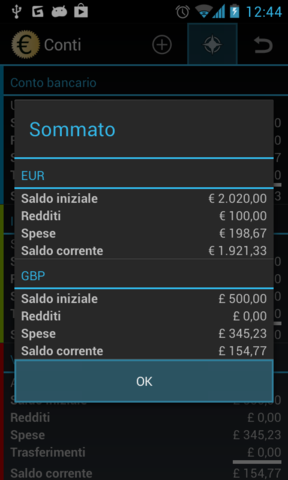 12:44
Conti
Conto bancario
Sommato
EUR
Saldo iniziale € 2.020,00
Redditi € 100,00
Spese € 198,67
Saldo corrente € 1.921,33
GBP
Saldo iniziale £ 500,00
Redditi £ 0,00
Spese £ 345,23
Saldo corrente £ 154,77
OK
Saldo iniziale
Redditi £ 0,00
Spese £ 345,23
Trasferimenti £ 0,00
Saldo corrente £ 154,77